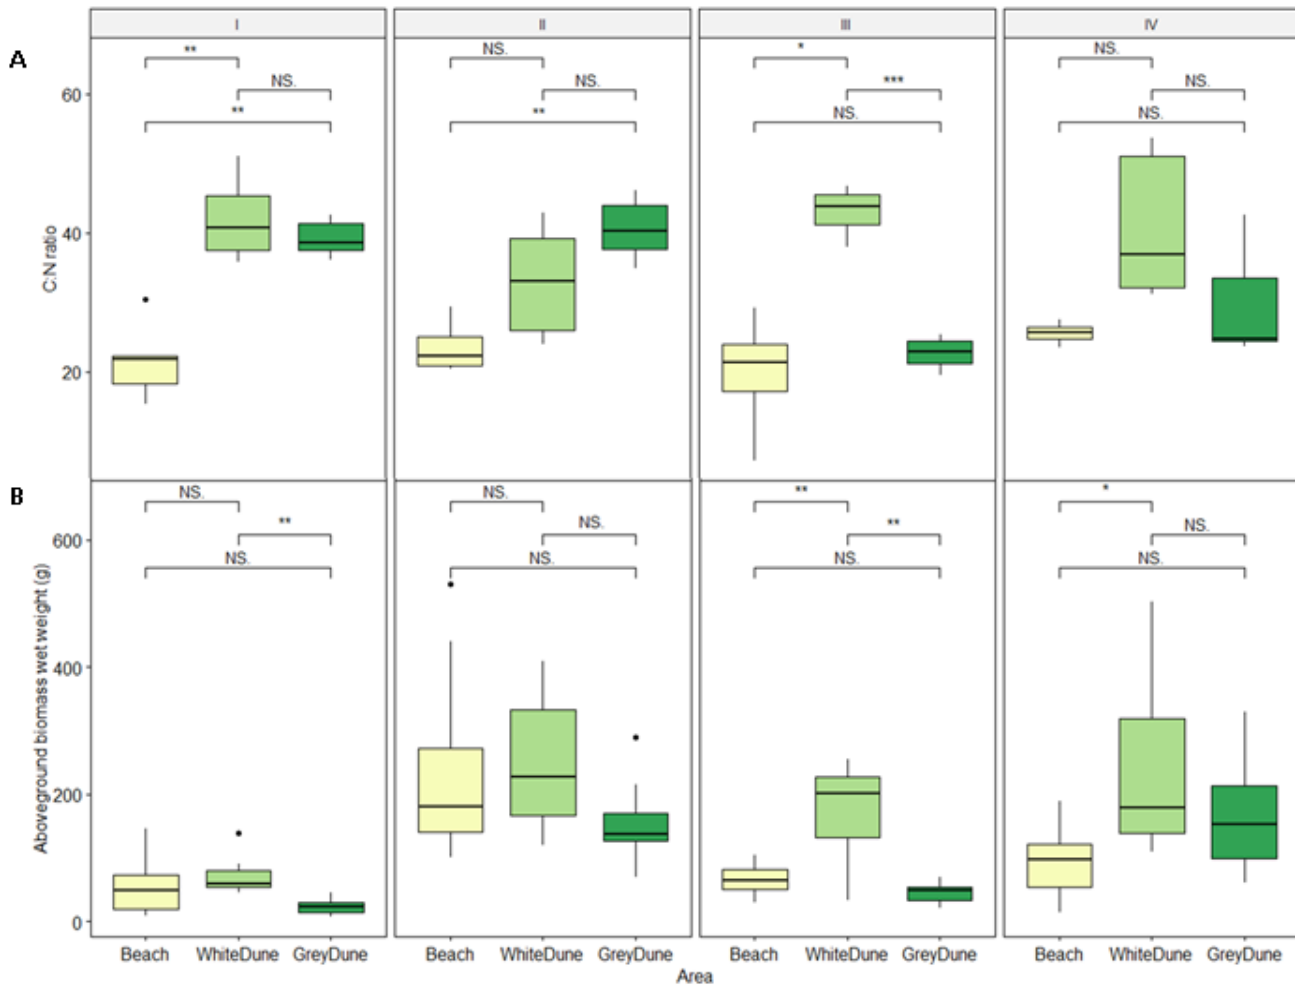 I II III IV
A
** NS. * NS.
NS. NS. *** NS.
** ** NS. NS.
60
40
20
C:N ratio
B
NS. NS. ** *
** NS. ** NS.
NS. NS. NS. NS.
600
400
200
0
Aboveground biomass wet weight (g)
Beach WhiteDune GreyDune Beach WhiteDune GreyDune Beach WhiteDune GreyDune Beach WhiteDune GreyDune
Area